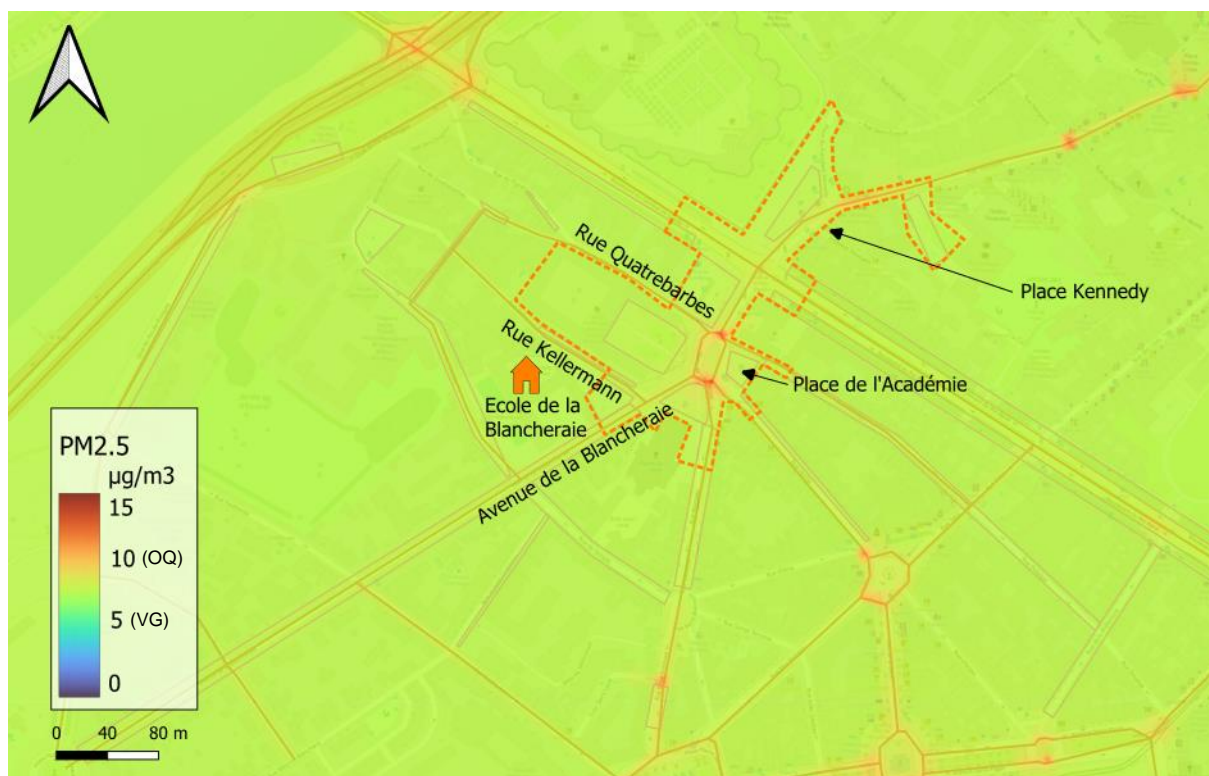 Rue Quatrebarbes
Place Kennedy
Rue Kellermann
Place de l'Académie
Ecole de la
Blancheraie
Avenue de la Blancheraie
PM2.5
µg/m3
15
10 (OQ)
5 (VG)
0
0 40 80 m